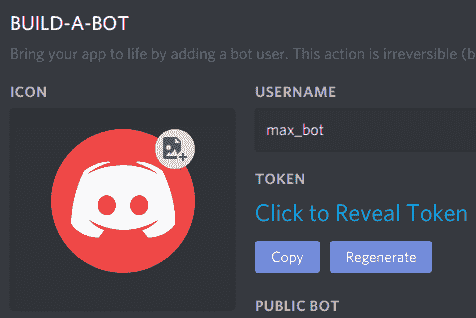 BUILD-A-BOT
Bring your app to life by adding a bot user. This action is irreversible (b
ICON
USERNAME
max_bot
TOKEN
Click to Reveal Token
Copy
Regenerate
PUBLIC BOT